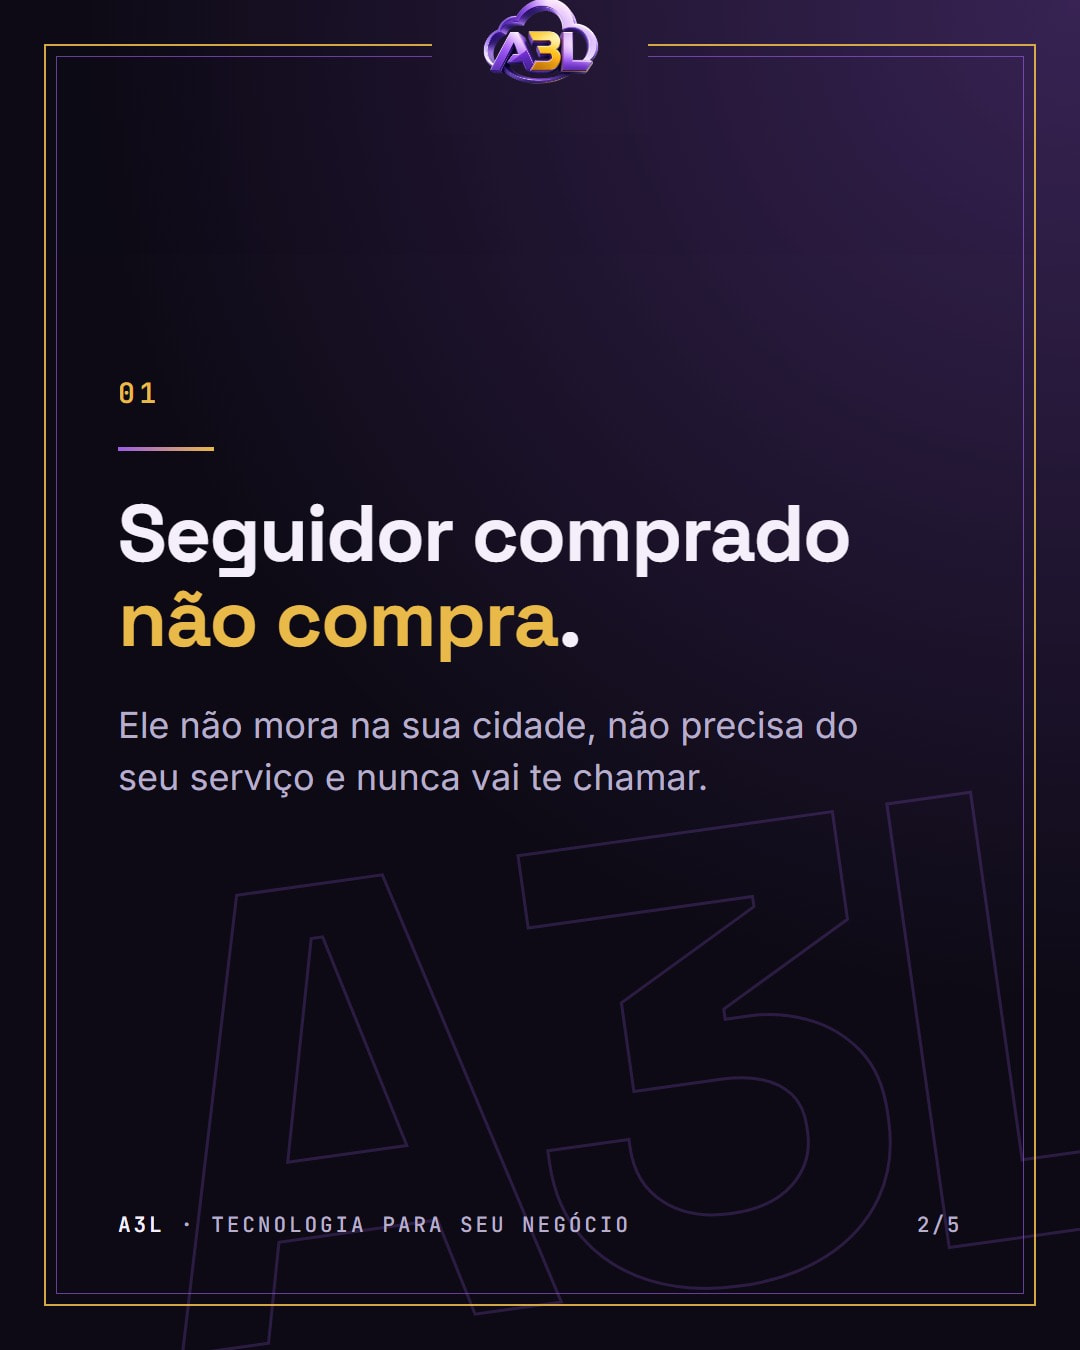 A3L
01
Seguidor comprado
não compra.
Ele não mora na sua cidade, não precisa do
seu serviço e nunca vai te chamar.
A3L
A3L · TECNOLOGIA PARA SEU NEGÓCIO 2/5